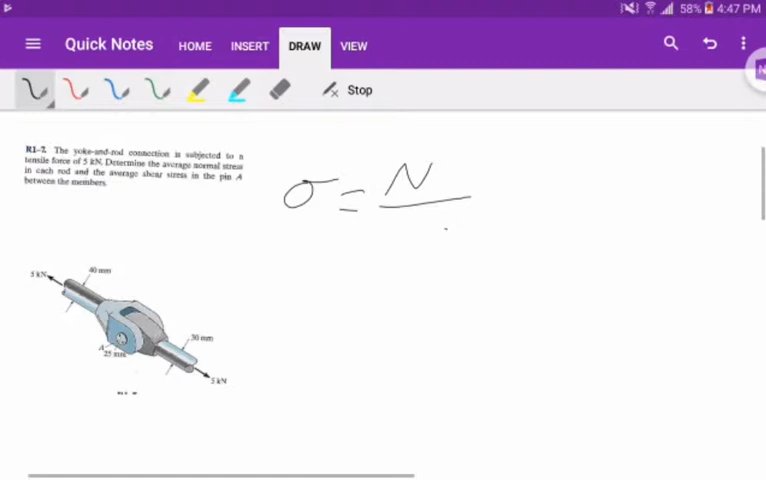 58% 4:47 PM
Quick Notes HOME INSERT DRAW VIEW
Stop
R1–7. The yoke-and-rod connection is subjected to a
tensile force of 5 kN. Determine the average normal stress
in each rod and the average shear stress in the pin A
between the members.
σ = N
40 mm
5 kN
30 mm
A
25 mm
5 kN